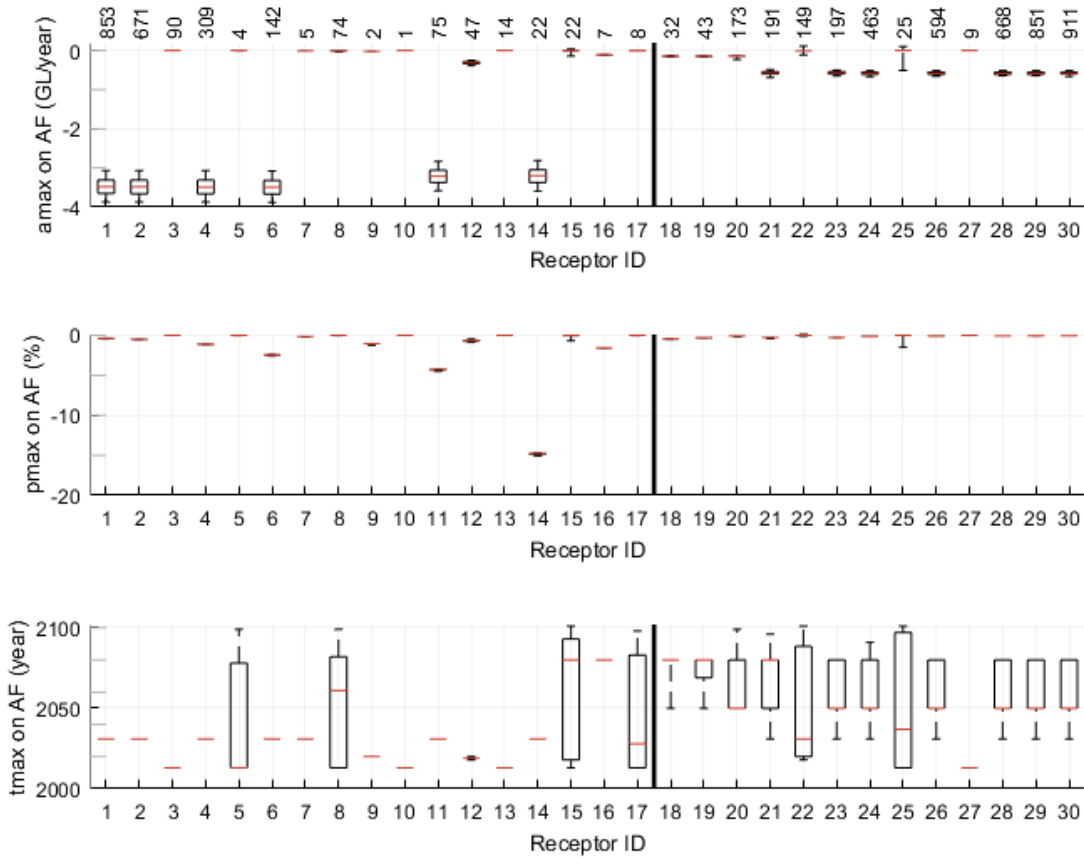 853 671 90 309 4 142 5 74 2 1 75 47 14 22 22 7 8 32 43 173 191 149 197 463 25 594 9 668 851 911
amax on AF (GL/year)
0
-2
-4
1 2 3 4 5 6 7 8 9 10 11 12 13 14 15 16 17 18 19 20 21 22 23 24 25 26 27 28 29 30
Receptor ID
pmax on AF (%)
0
-10
-20
1 2 3 4 5 6 7 8 9 10 11 12 13 14 15 16 17 18 19 20 21 22 23 24 25 26 27 28 29 30
Receptor ID
tmax on AF (year)
2100
2050
2000
1 2 3 4 5 6 7 8 9 10 11 12 13 14 15 16 17 18 19 20 21 22 23 24 25 26 27 28 29 30
Receptor ID